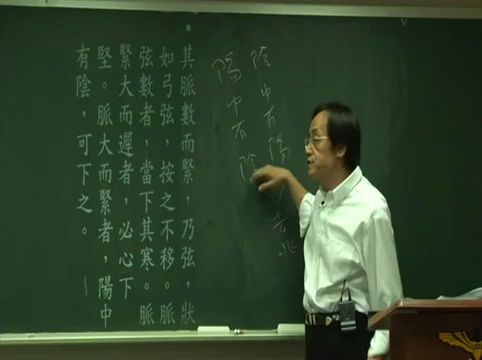 其脈數而緊，乃弦，狀
如弓弦，按之不移。脈
弦數者，當下其寒。脈
緊大而遲者，必心下
堅。脈大而緊者，陽中
有陰，可下之。
陰中有陽
陽中有陰